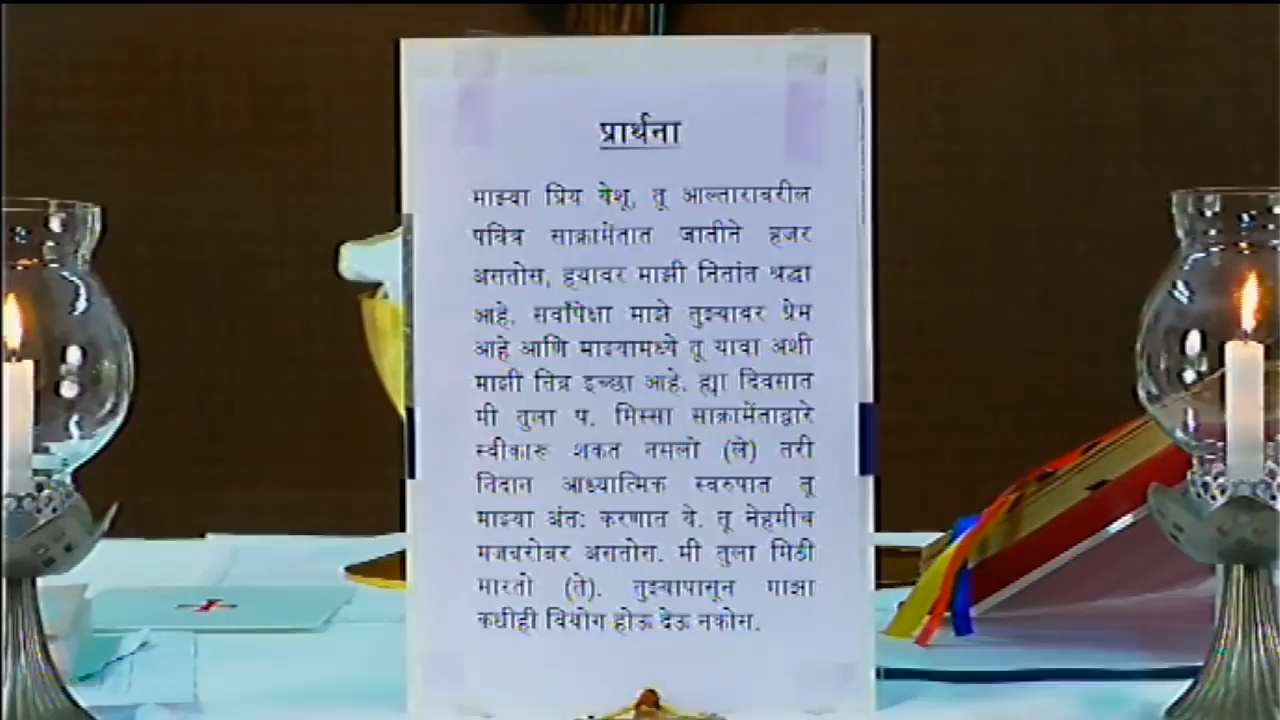 प्रार्थना
माझ्या प्रिय येशू, तू आल्तारावरील
पवित्र साक्रामेंतात जातीने हजर
असतोस, ह्यावर माझी नितांत श्रद्धा
आहे. सर्वांपेक्षा माझे तुझ्यावर प्रेम
आहे आणि माझ्यामध्ये तू यावा अशी
माझी तिव्र इच्छा आहे. ह्या दिवसात
मी तुला प. मिस्सा साक्रामेंताद्वारे
स्वीकारू शकत नसलो (ले) तरी
निदान आध्यात्मिक स्वरुपात तू
माझ्या अंत: करणात ये. तू नेहमीच
मजबरोबर असतोस. मी तुला मिठी
मारतो (ते). तुझ्यापासून माझा
कधीही वियोग होऊ देऊ नकोस.